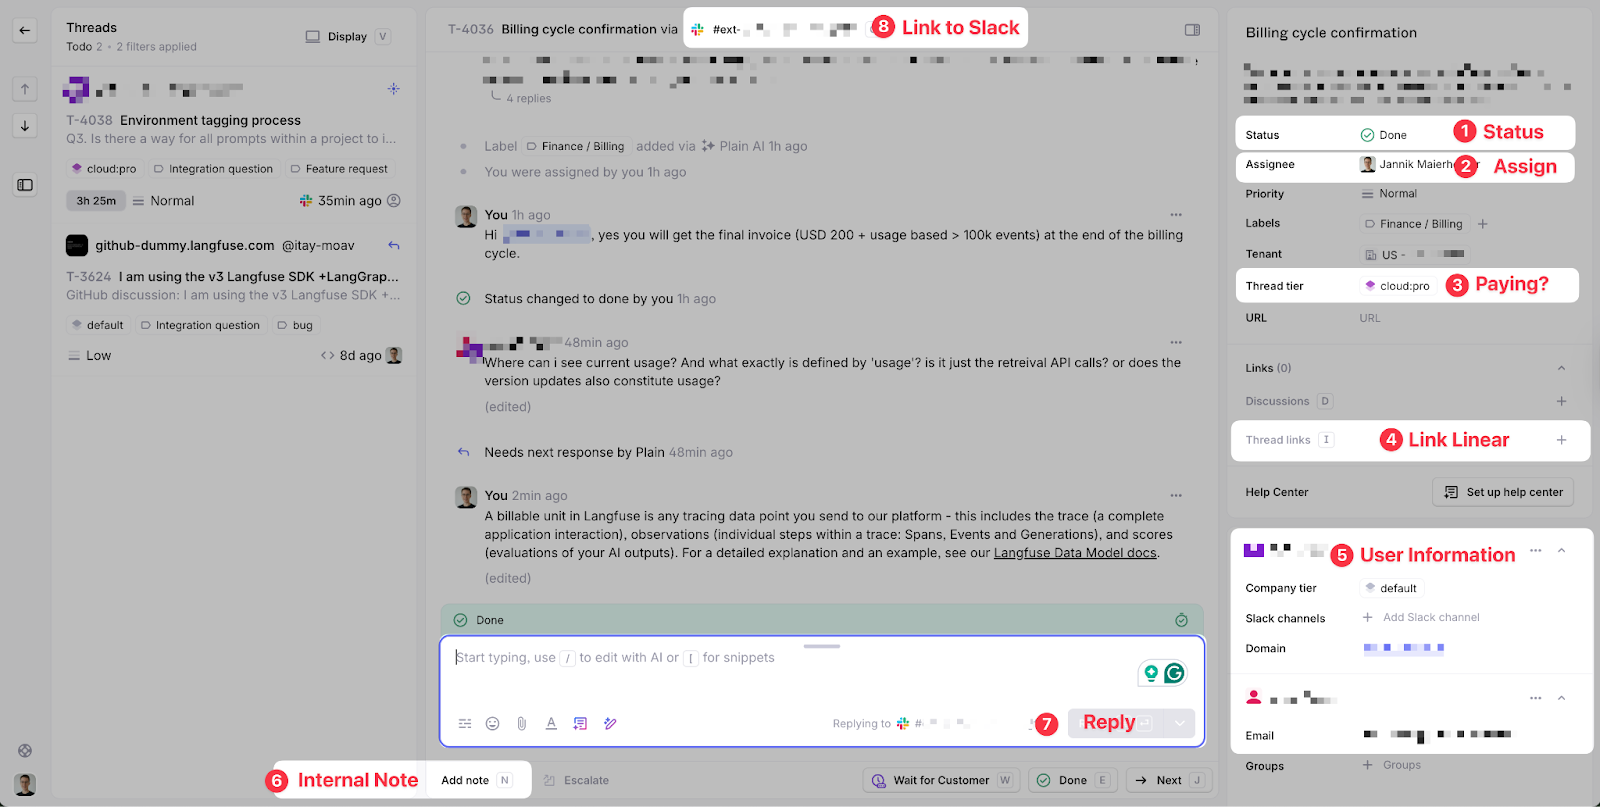 Threads
Todo 2 • 2 filters applied
Display V
T-4038 Environment tagging process
Q3. Is there a way for all prompts within a project to i...
cloud:pro Integration question Feature request
3h 25m Normal 35min ago
github-dummy.langfuse.com @itay-moav
T-3624 I am using the v3 Langfuse SDK +LangGrap...
GitHub discussion: I am using the v3 Langfuse SDK +...
default Integration question bug
Low 8d ago
T-4036 Billing cycle confirmation via #ext- 8 Link to Slack
4 replies
Label Finance / Billing added via Plain AI 1h ago
You were assigned by you 1h ago
You 1h ago
Hi , yes you will get the final invoice (USD 200 + usage based > 100k events) at the end of the billing
cycle.
Status changed to done by you 1h ago
48min ago
Where can i see current usage? And what exactly is defined by 'usage'? is it just the retreival API calls? or does the
version updates also constitute usage?
(edited)
Needs next response by Plain 48min ago
You 2min ago
A billable unit in Langfuse is any tracing data point you send to our platform - this includes the trace (a complete
application interaction), observations (individual steps within a trace: Spans, Events and Generations), and scores
(evaluations of your AI outputs). For a detailed explanation and an example, see our Langfuse Data Model docs.
(edited)
Done
Start typing, use / to edit with AI or [ for snippets
Replying to # 7 Reply
6 Internal Note Add note N Escalate Wait for Customer W Done E Next J
Billing cycle confirmation
Status Done 1 Status
Assignee Jannik 2 Assign
Priority Normal
Labels Finance / Billing +
Tenant US -
Thread tier cloud:pro 3 Paying?
URL URL
Links (0)
Discussions D +
Thread links I 4 Link Linear +
Help Center Set up help center
5 User Information
Company tier default
Slack channels + Add Slack channel
Domain
Email
Groups + Groups